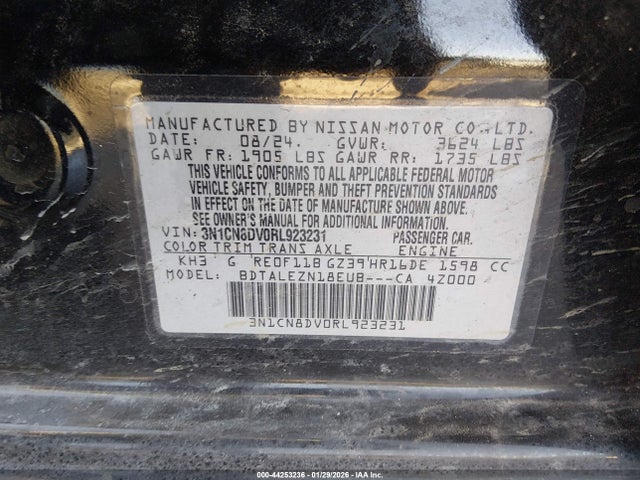 MANUFACTURED BY NISSAN MOTOR CO.,LTD.
DATE: 08/24. GVWR: 3624 LBS
GAWR FR: 1905 LBS GAWR RR: 1735 LBS
THIS VEHICLE CONFORMS TO ALL APPLICABLE FEDERAL MOTOR
VEHICLE SAFETY, BUMPER AND THEFT PREVENTION STANDARDS
IN EFFECT ON THE DATE OF MANUFACTURE SHOWN ABOVE.
SEE OWNER'S MANUAL FOR ADDITIONAL INFORMATION.
VIN: 3N1CN8DV0RL923231 PASSENGER CAR.
COLOR TRIM TRANS AXLE ENGINE
KH3 G RE0F11B GZ39 HR16DE 1598 CC
MODEL: BDTALEZN18EUB---CA 4Z000
3N1CN8DV0RL923231
000-44253236 - 01/29/2026 - COPYRIGHT IAA, LLC.